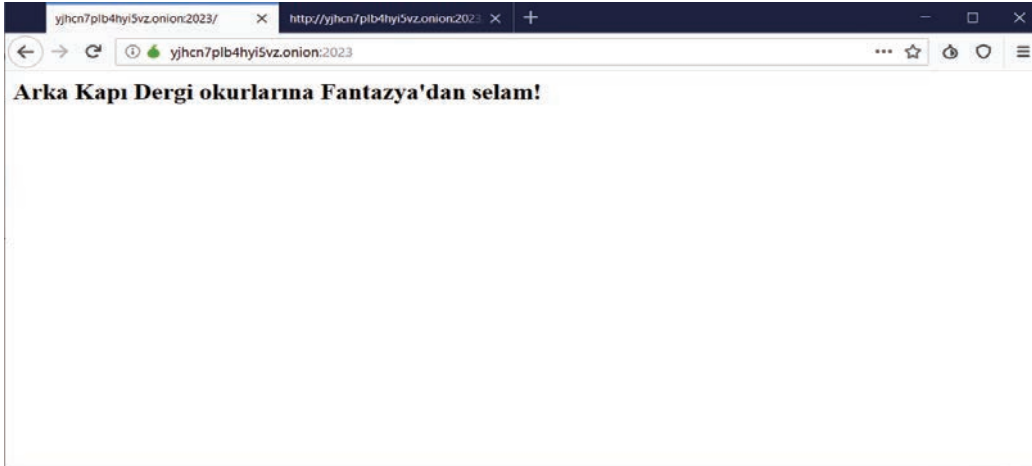 yjhcn7plb4hyi5vz.onion:2023/
http://yjhcn7plb4hyi5vz.onion:2023
yjhcn7plb4hyi5vz.onion:2023
Arka Kapı Dergi okurlarına Fantazya'dan selam!